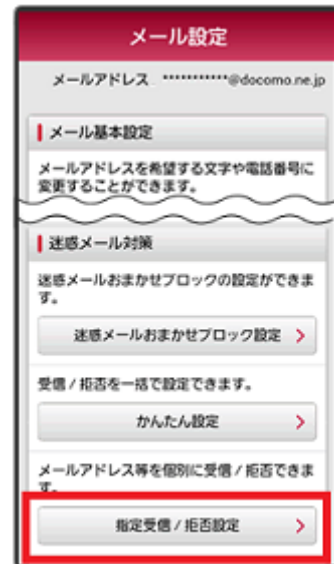 メール設定
メールアドレス ***********@docomo.ne.jp
メール基本設定
メールアドレスを希望する文字や電話番号に
変更することができます。
迷惑メール対策
迷惑メールおまかせブロックの設定ができま
す。
迷惑メールおまかせブロック設定
受信 / 拒否を一括で設定できます。
かんたん設定
メールアドレス等を個別に受信 / 拒否できま
す。
指定受信 / 拒否設定